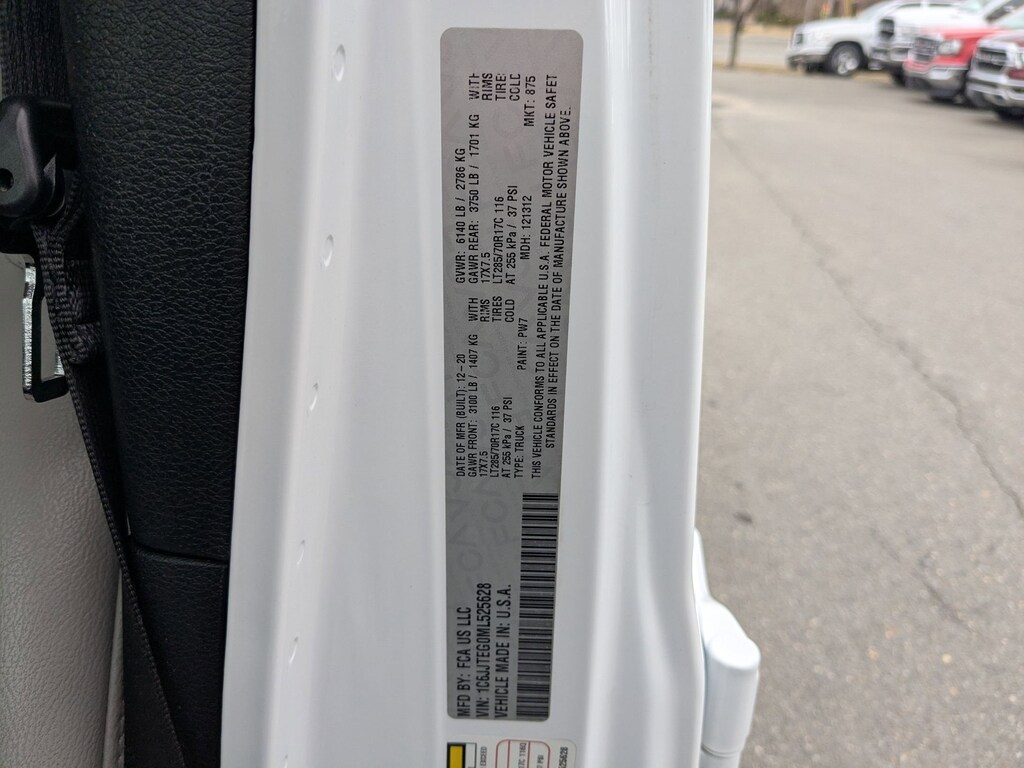 MFD BY: FCA US LLC
VIN: 1C6JJTEG0ML525628
VEHICLE MADE IN: U.S.A.
DATE OF MFR (BUILT): 12-20 GVWR: 6140 LB / 2786 KG
GAWR FRONT: 3100 LB / 1407 KG WITH GAWR REAR: 3750 LB / 1701 KG WITH
17X7.5 RIMS 17X7.5 RIMS
LT285/70R17C 116 TIRES LT285/70R17C 116 TIRE
AT 255 kPa / 37 PSI COLD AT 255 kPa / 37 PSI COLD
TYPE: TRUCK PAINT: PW7 MDH: 121312 MKT: 875
THIS VEHICLE CONFORMS TO ALL APPLICABLE U.S.A. FEDERAL MOTOR VEHICLE SAFET
STANDARDS IN EFFECT ON THE DATE OF MANUFACTURE SHOWN ABOVE.
EXCEED
525628